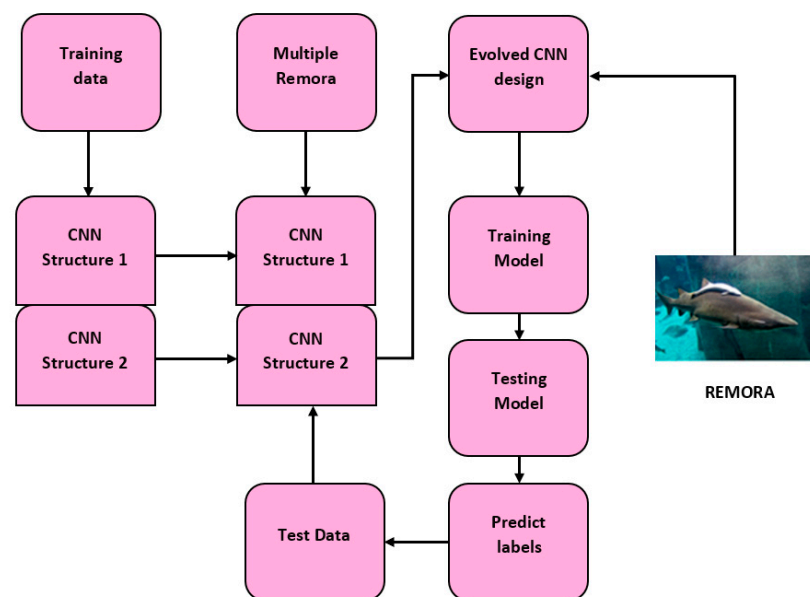 Training
data
Multiple
Remora
Evolved CNN
design
CNN
Structure 1
CNN
Structure 1
Training
Model
CNN
Structure 2
CNN
Structure 2
Testing
Model
REMORA
Test Data
Predict
labels